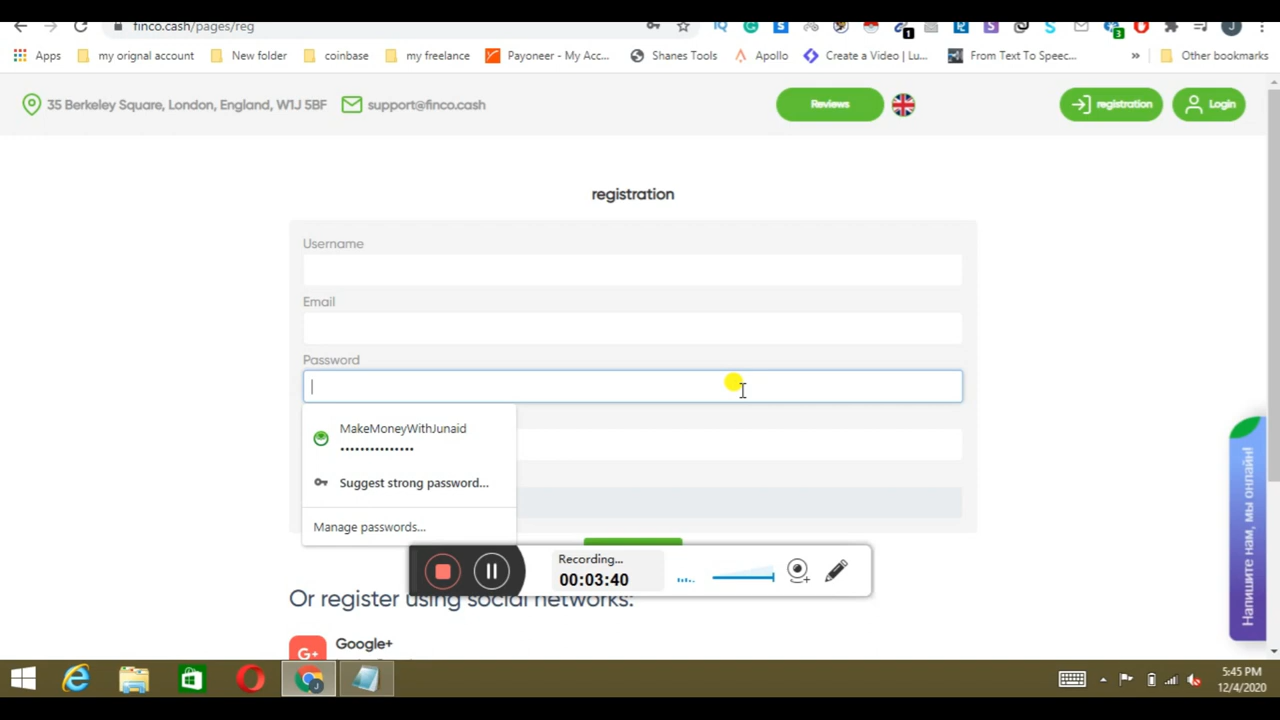 finco.cash/pages/reg
Apps my orignal account New folder coinbase my freelance Payoneer - My Acc... Shanes Tools Apollo Create a Video | Lu... From Text To Speec... » Other bookmarks
35 Berkeley Square, London, England, W1J 5BF support@finco.cash Reviews registration Login
registration
Username
Email
Password
MakeMoneyWithJunaid
•••••••••••••••
Suggest strong password...
Manage passwords...
Recording...
00:03:40
Or register using social networks:
G+ Google+
Напишите нам, мы онлайн!
5:45 PM
12/4/2020